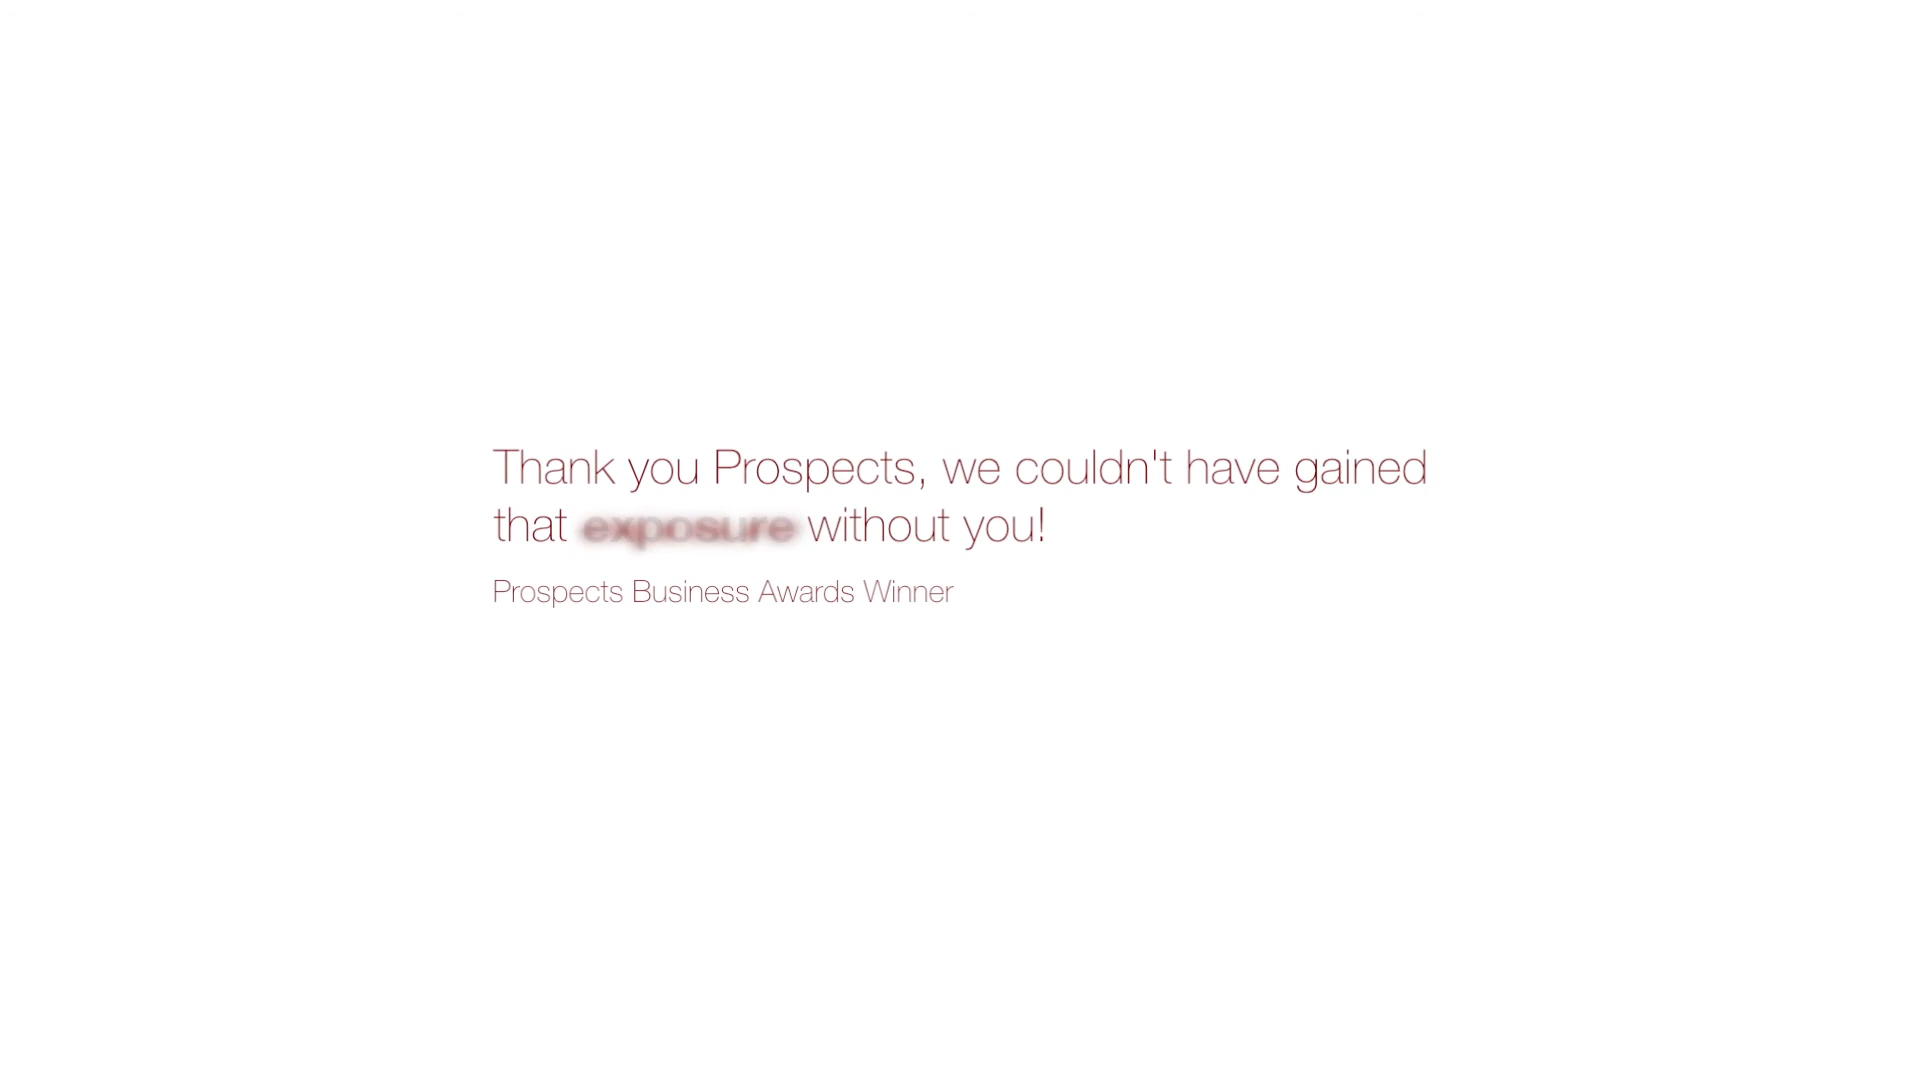 Thank you Prospects, we couldn't have gained
that exposure without you!
Prospects Business Awards Winner